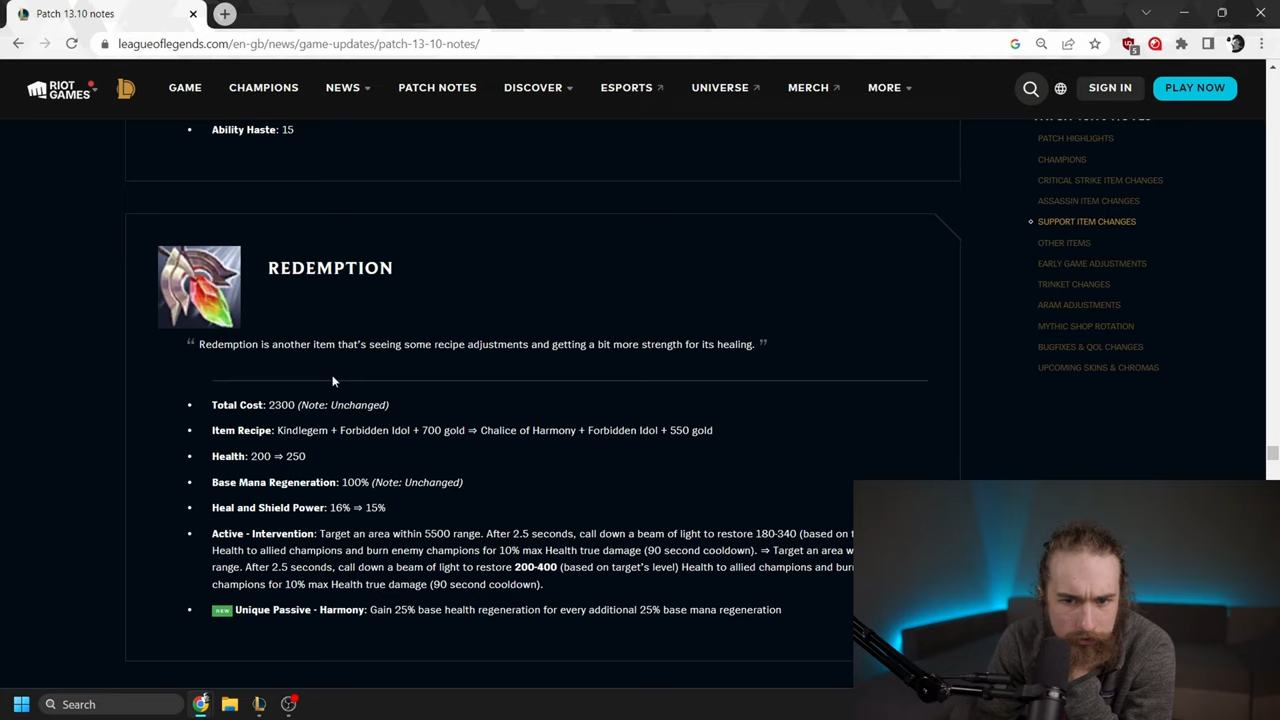 Patch 13.10 notes
leagueoflegends.com/en-gb/news/game-updates/patch-13-10-notes/
5
RIOT GAMES
GAME CHAMPIONS NEWS PATCH NOTES DISCOVER ESPORTS UNIVERSE MERCH MORE SIGN IN PLAY NOW
Ability Haste: 15
REDEMPTION
“ Redemption is another item that's seeing some recipe adjustments and getting a bit more strength for its healing. ”
Total Cost: 2300 (Note: Unchanged)
Item Recipe: Kindlegem + Forbidden Idol + 700 gold ⇒ Chalice of Harmony + Forbidden Idol + 550 gold
Health: 200 ⇒ 250
Base Mana Regeneration: 100% (Note: Unchanged)
Heal and Shield Power: 16% ⇒ 15%
Active - Intervention: Target an area within 5500 range. After 2.5 seconds, call down a beam of light to restore 180-340 (based on
Health to allied champions and burn enemy champions for 10% max Health true damage (90 second cooldown). ⇒ Target an area
range. After 2.5 seconds, call down a beam of light to restore 200-400 (based on target's level) Health to allied champions and
champions for 10% max Health true damage (90 second cooldown).
NEW Unique Passive - Harmony: Gain 25% base health regeneration for every additional 25% base mana regeneration
PATCH HIGHLIGHTS
CHAMPIONS
CRITICAL STRIKE ITEM CHANGES
ASSASSIN ITEM CHANGES
SUPPORT ITEM CHANGES
OTHER ITEMS
EARLY GAME ADJUSTMENTS
TRINKET CHANGES
ARAM ADJUSTMENTS
MYTHIC SHOP ROTATION
BUGFIXES & QOL CHANGES
UPCOMING SKINS & CHROMAS
Search